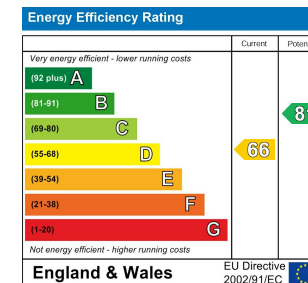 Energy Efficiency Rating
Current
Very energy efficient - lower running costs
(92 plus) A
(81-91) B
(69-80) C
(55-68) D
66
(39-54) E
(21-38) F
(1-20) G
Not energy efficient - higher running costs
England & Wales
EU Directive
2002/91/EC